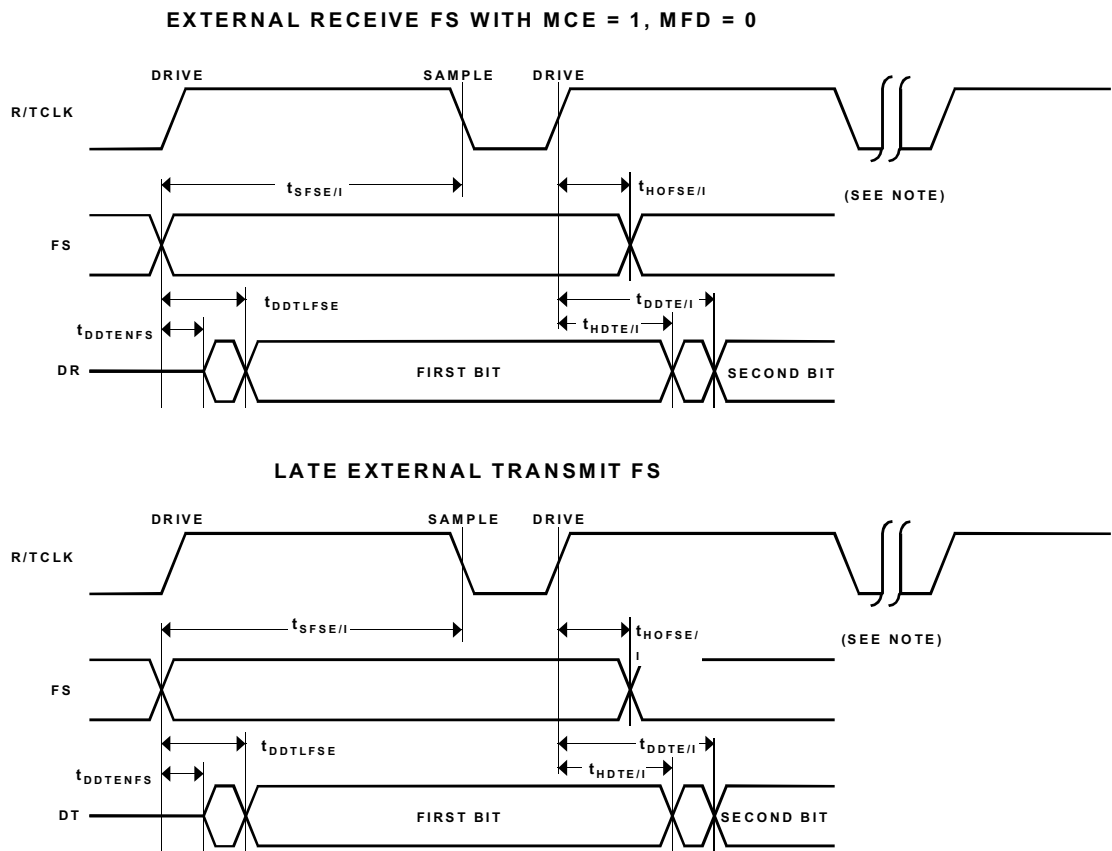 EXTERNAL RECEIVE FS WITH MCE = 1, MFD = 0
DRIVE SAMPLE DRIVE
R/TCLK
tSFSE/I tHOFSE/I
(SEE NOTE)
FS
tDDTLFSE tDDTE/I
tDDTENFS tHDTE/I
DR FIRST BIT SECOND BIT
LATE EXTERNAL TRANSMIT FS
DRIVE SAMPLE DRIVE
R/TCLK
tSFSE/I tHOFSE/
I
(SEE NOTE)
FS
tDDTLFSE tDDTE/I
tDDTENFS tHDTE/I
DT FIRST BIT SECOND BIT